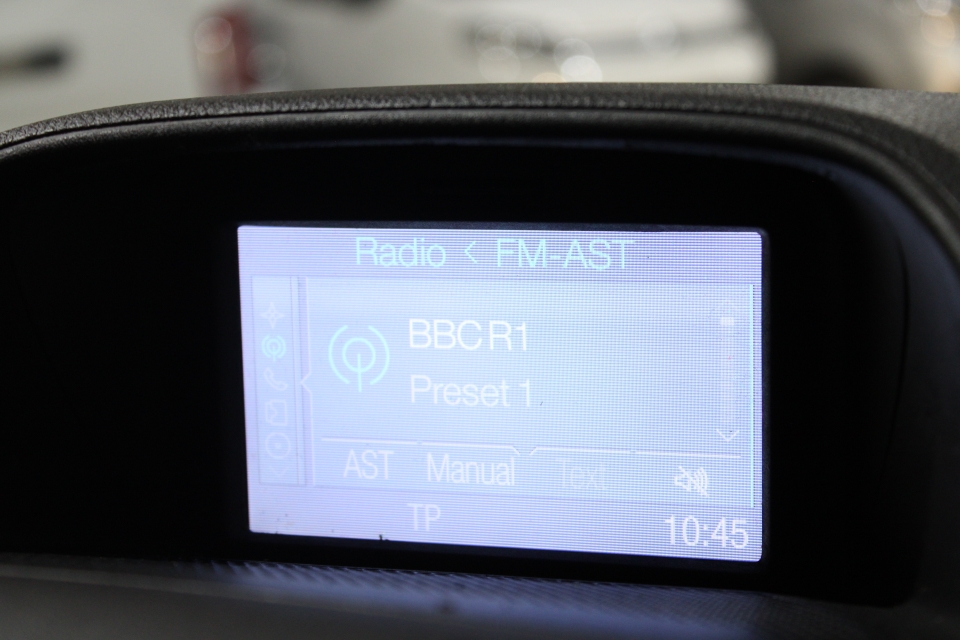 Radio < FM-AST
BBC R1
Preset 1
AST Manual Text
TP
10:45